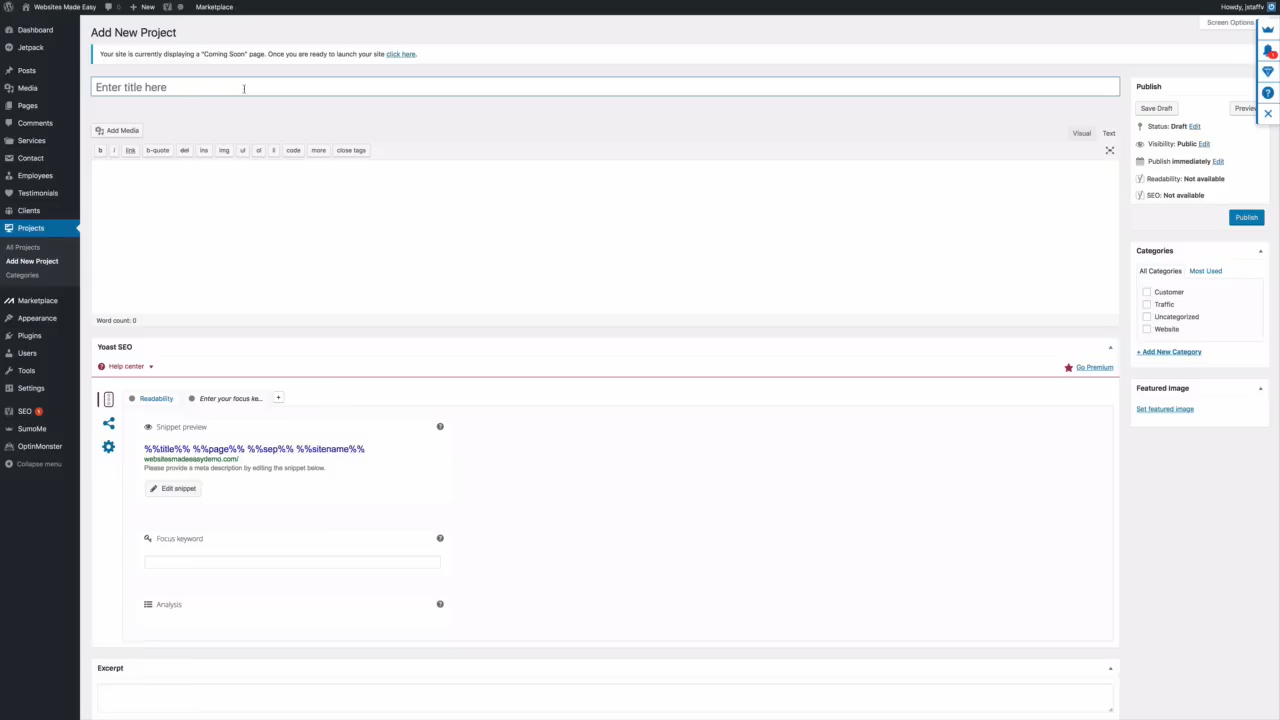 Websites Made Easy
0
New
Marketplace
Howdy, jstaffv
Dashboard
Jetpack
Posts
Media
Pages
Comments
Services
Contact
Employees
Testimonials
Clients
Projects
All Projects
Add New Project
Categories
Marketplace
Appearance
Plugins
Users
Tools
Settings
SEO 1
SumoMe
OptinMonster
Collapse menu
Screen Options
Add New Project
Your site is currently displaying a "Coming Soon" page. Once you are ready to launch your site click here.
Enter title here
Add Media
Visual Text
b i link b-quote del ins img ul ol li code more close tags
Word count: 0
Yoast SEO
Help center
Go Premium
Readability
Enter your focus ke...
+
Snippet preview
%%title%% %%page%% %%sep%% %%sitename%%
websitesmadeeasydemo.com/
Please provide a meta description by editing the snippet below.
Edit snippet
Focus keyword
Analysis
Excerpt
Publish
Save Draft
Preview
Status: Draft Edit
Visibility: Public Edit
Publish immediately Edit
Readability: Not available
SEO: Not available
Publish
Categories
All Categories Most Used
Customer
Traffic
Uncategorized
Website
+ Add New Category
Featured Image
Set featured image
1